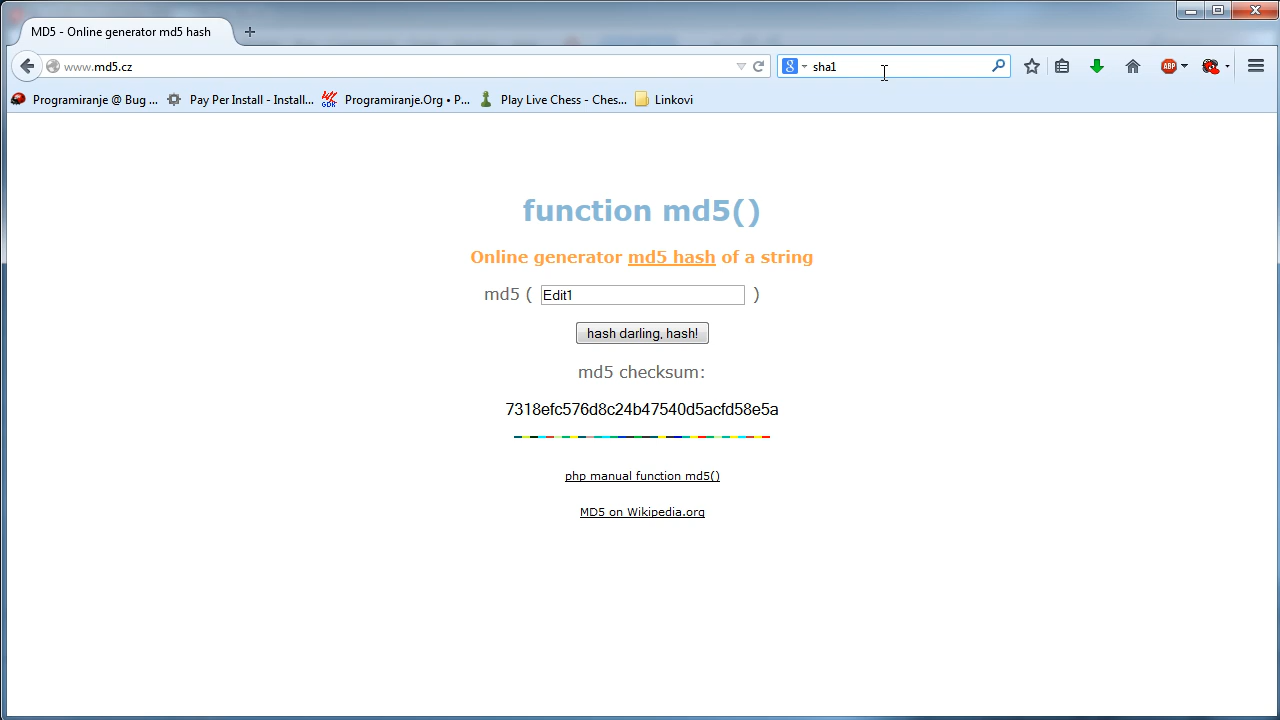 MD5 - Online generator md5 hash
www.md5.cz
8
sha1
ABP
Programiranje @ Bug ...
Pay Per Install - Install...
Programiranje.Org • P...
Play Live Chess - Ches...
Linkovi
function md5()
Online generator md5 hash of a string
md5 ( Edit1 )
hash darling, hash!
md5 checksum:
7318efc576d8c24b47540d5acfd58e5a
php manual function md5()
MD5 on Wikipedia.org